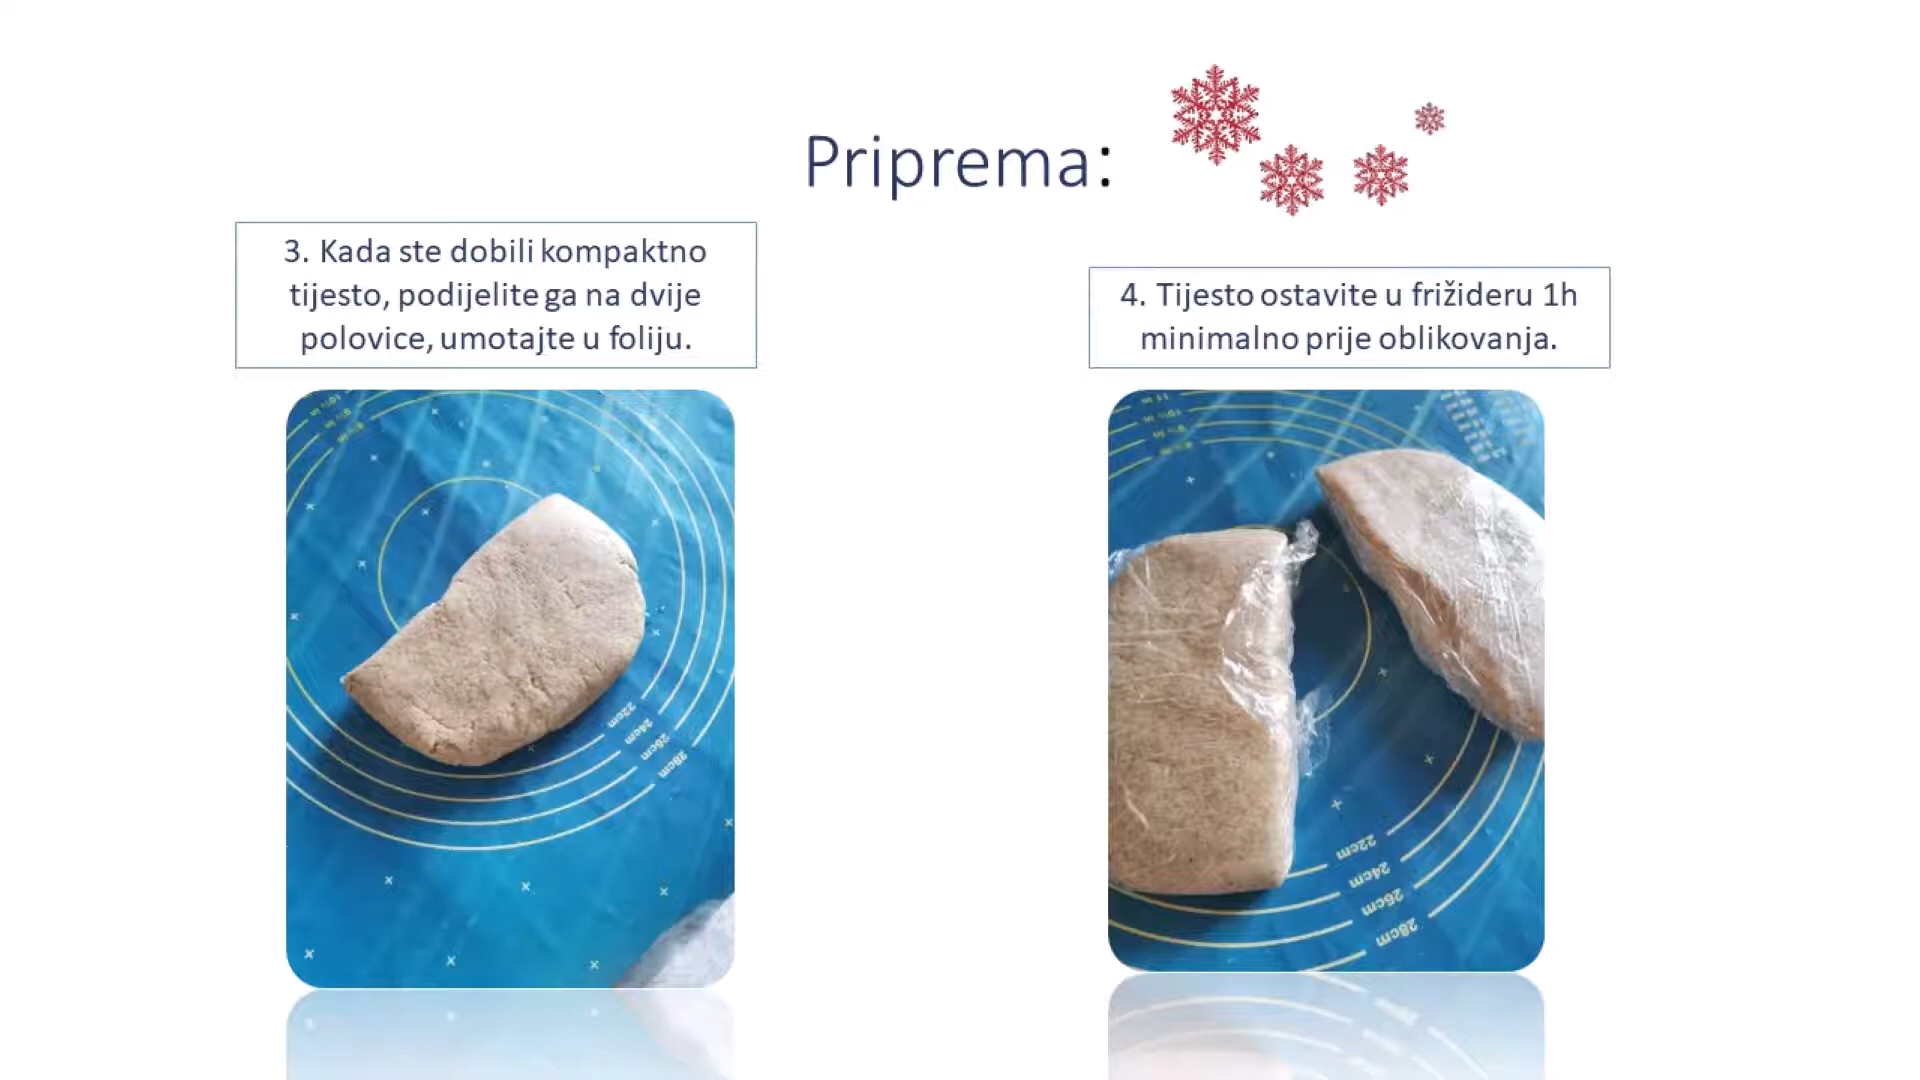 Priprema:
3. Kada ste dobili kompaktno
tijesto, podijelite ga na dvije
polovice, umotajte u foliju.
4. Tijesto ostavite u frižideru 1h
minimalno prije oblikovanja.
22cm
24cm
26cm
28cm
22cm
24cm
26cm
28cm